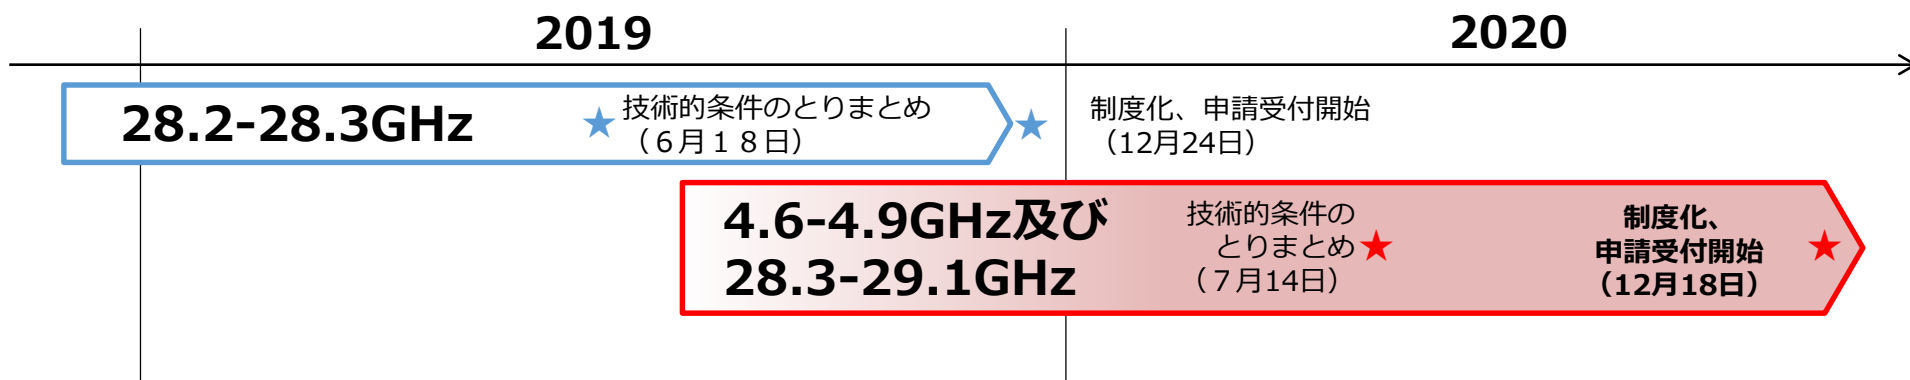 2019
2020
28.2-28.3GHz
★技術的条件のとりまとめ
（６月１８日）
★
制度化、申請受付開始
（12月24日）
4.6-4.9GHz及び
28.3-29.1GHz
技術的条件の
とりまとめ★
（７月14日）
制度化、
申請受付開始
（12月18日）
★